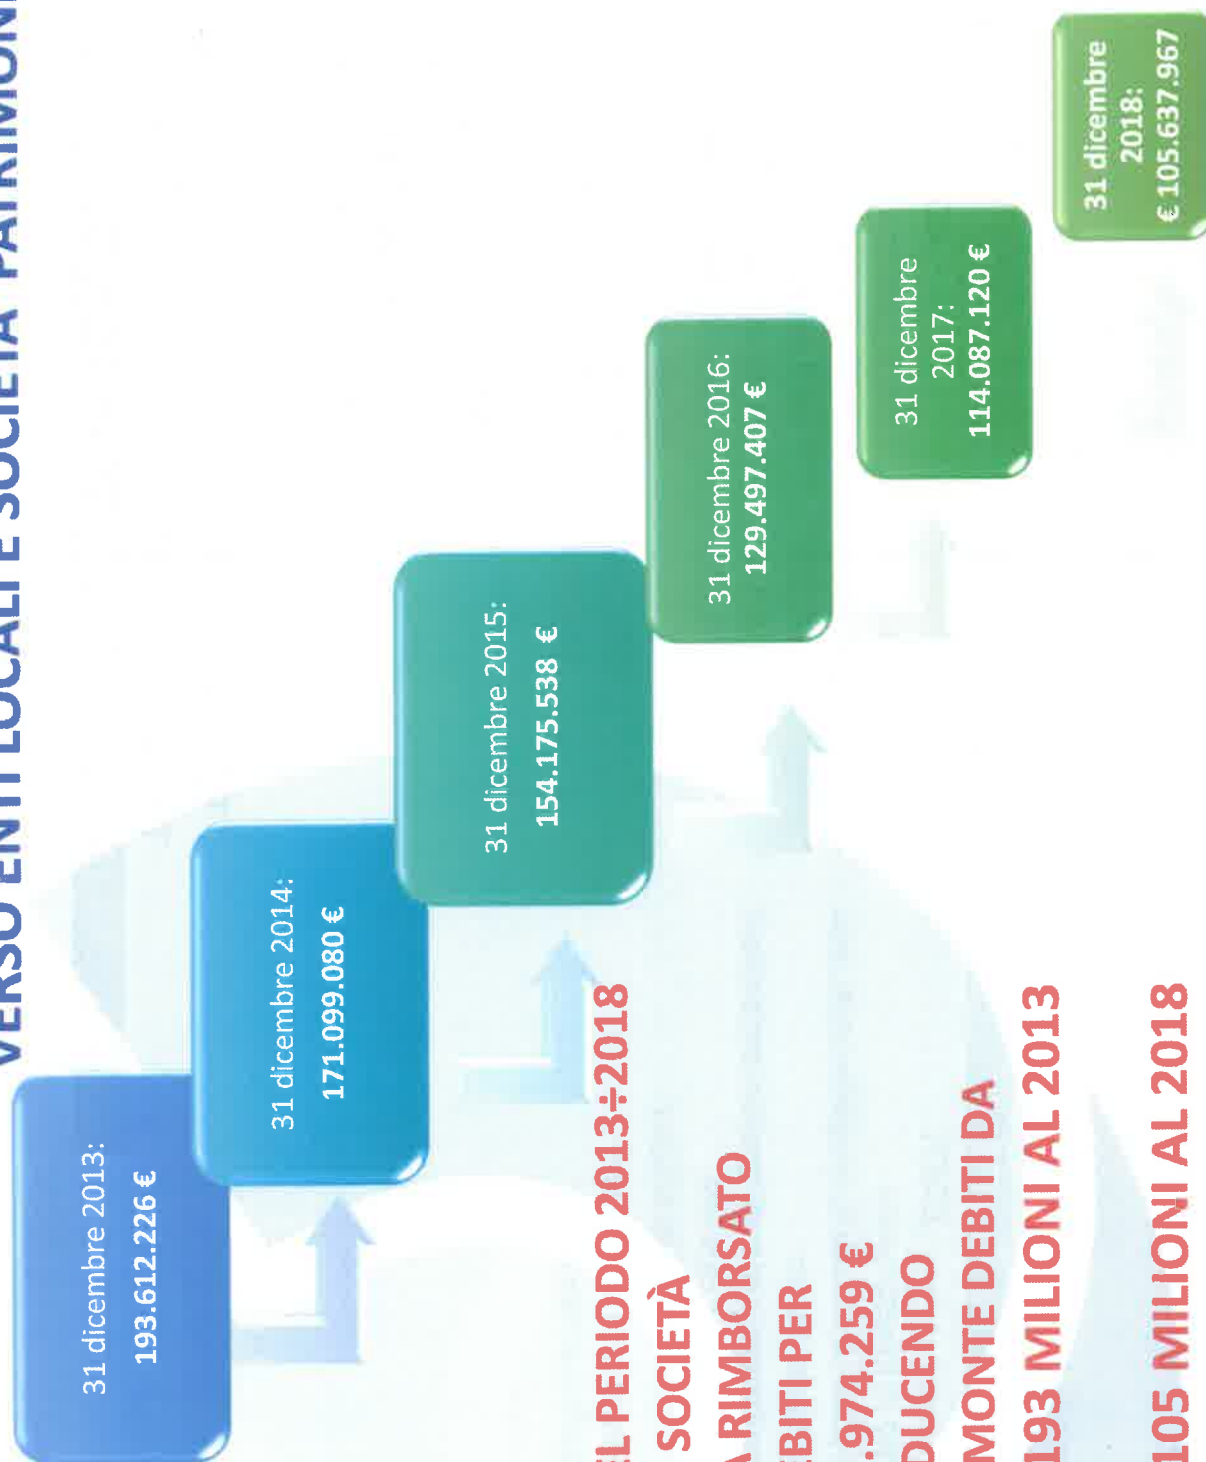 VERSO ENTI LOCALI E SOCIETÀ PATRIMONI
31 dicembre 2013:
193.612.226 €
31 dicembre 2014:
171.099.080 €
31 dicembre 2015:
154.175.538 €
31 dicembre 2016:
129.497.407 €
31 dicembre
2017:
114.087.120 €
31 dicembre
2018:
€ 105.637.967
EL PERIODO 2013÷2018
SOCIETÀ
A RIMBORSATO
EBITI PER
.974.259 €
DUCENDO
MONTE DEBITI DA
193 MILIONI AL 2013
105 MILIONI AL 2018